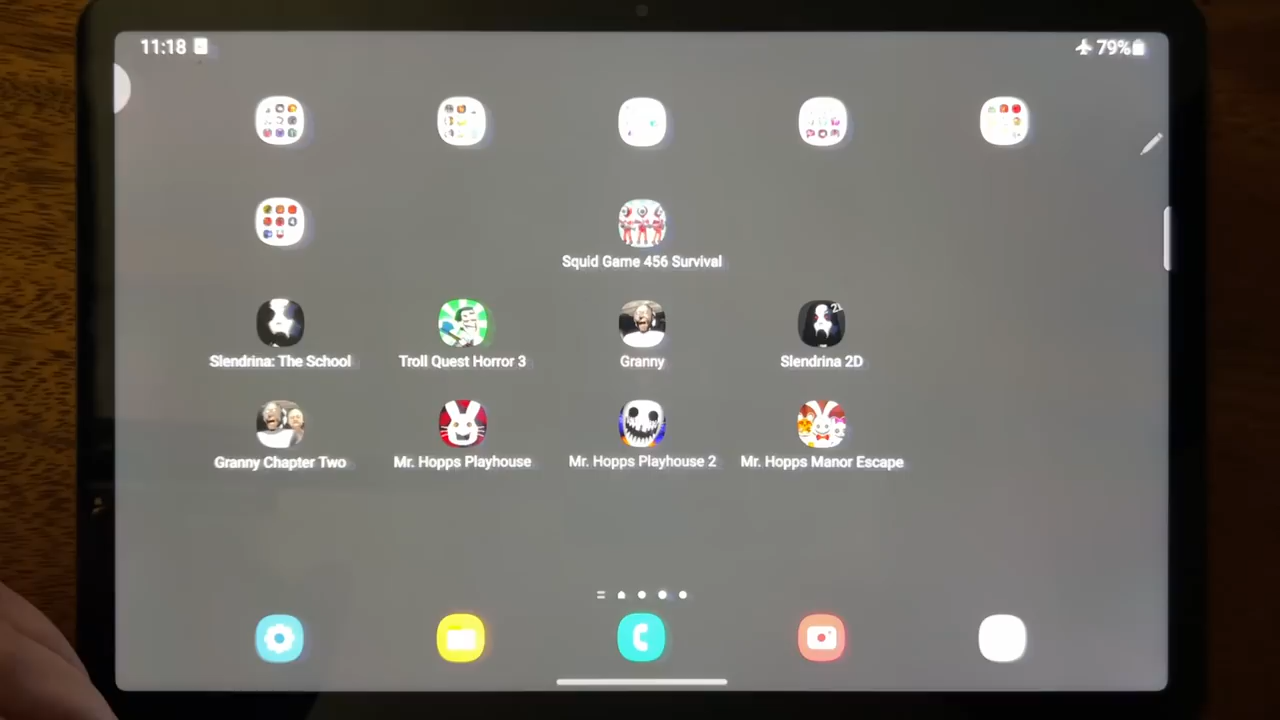 11:18
79%
Squid Game 456 Survival
Slendrina: The School
Troll Quest Horror 3
Granny
2D
Slendrina 2D
Granny Chapter Two
Mr. Hopps Playhouse
Mr. Hopps Playhouse 2
Mr. Hopps Manor Escape